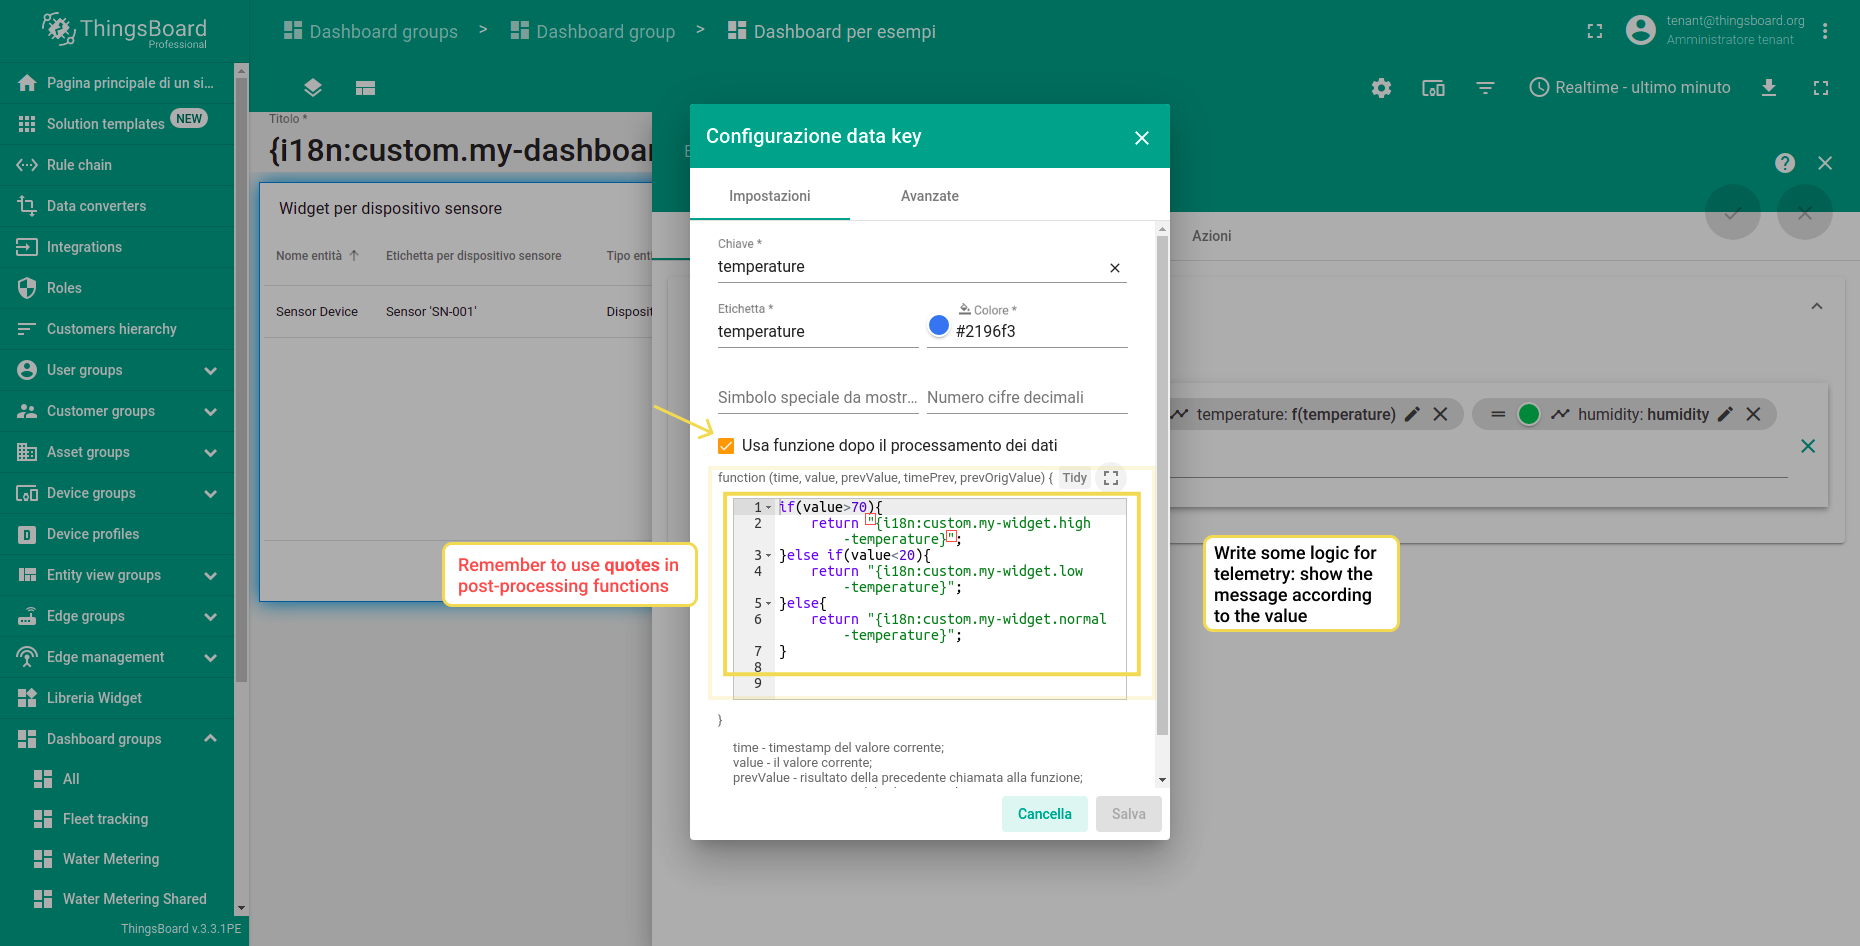 ThingsBoard
Professional
Dashboard groups > Dashboard group > Dashboard per esempi
tenant@thingsboard.org
Amministratore tenant
Pagina principale di un si...
Solution templates NEW
Rule chain
Data converters
Integrations
Roles
Customers hierarchy
User groups
Customer groups
Asset groups
Device groups
Device profiles
Entity view groups
Edge groups
Edge management
Libreria Widget
Dashboard groups
All
Fleet tracking
Water Metering
Water Metering Shared
ThingsBoard v.3.3.1PE
Realtime - ultimo minuto
Titolo *
{i18n:custom.my-dashboar
Widget per dispositivo sensore
Nome entità Etichetta per dispositivo sensore Tipo ent
Sensor Device Sensor 'SN-001' Disposit
Azioni
temperature: f(temperature) humidity: humidity
Configurazione data key
Impostazioni Avanzate
Chiave *
temperature
Etichetta * Colore *
temperature #2196f3
Simbolo speciale da mostr... Numero cifre decimali
Usa funzione dopo il processamento dei dati
function (time, value, prevValue, timePrev, prevOrigValue) { Tidy
1 if(value>70){
2 return "{i18n:custom.my-widget.high
-temperature}";
3 }else if(value<20){
4 return "{i18n:custom.my-widget.low
-temperature}";
5 }else{
6 return "{i18n:custom.my-widget.normal
-temperature}";
7 }
8
9
}
time - timestamp del valore corrente;
value - il valore corrente;
prevValue - risultato della precedente chiamata alla funzione;
Cancella Salva
Remember to use quotes in
post-processing functions
Write some logic for
telemetry: show the
message according
to the value